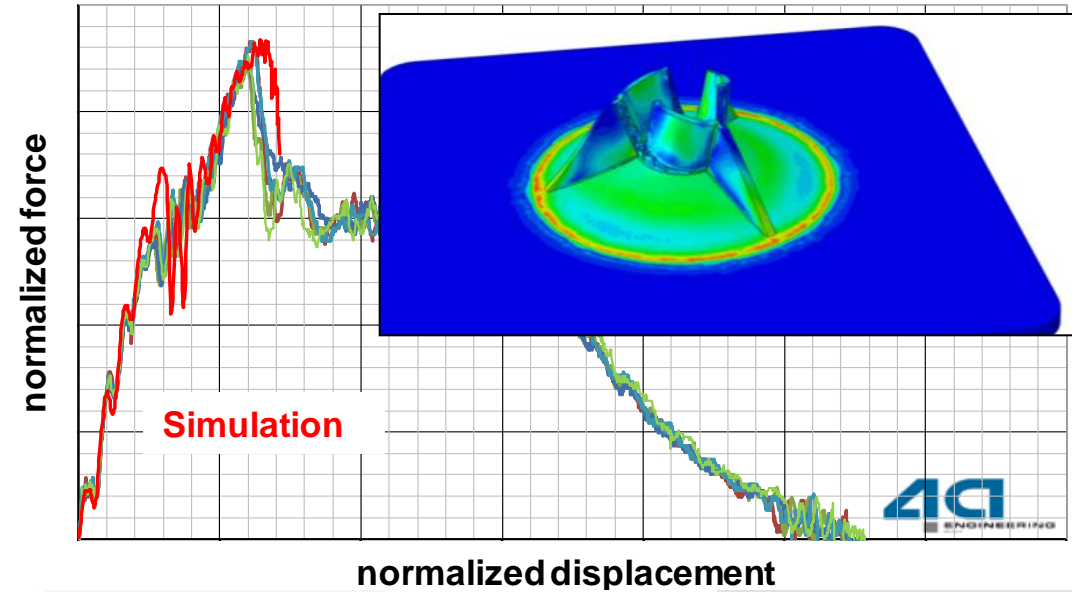 normalized force
Simulation
4a
ENGINEERING
normalized displacement